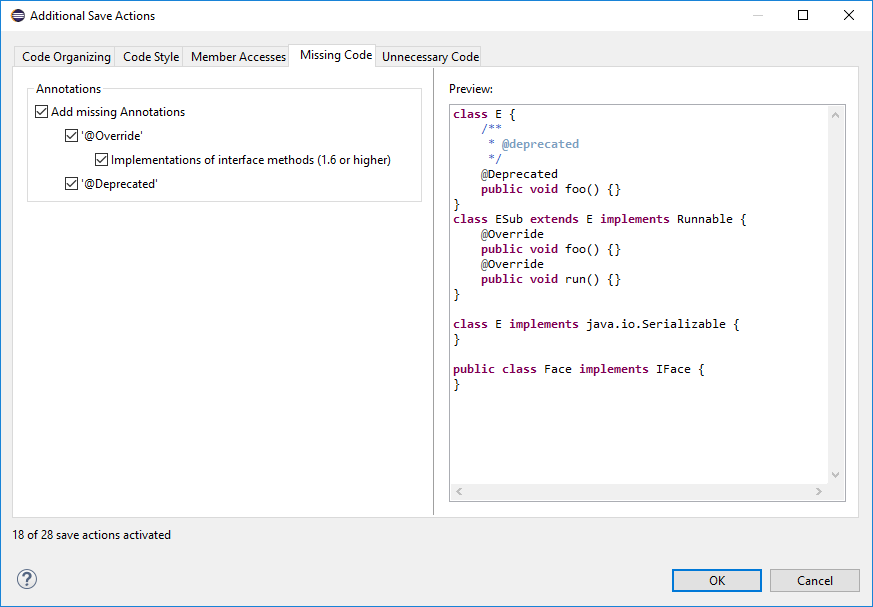 Additional Save Actions
Code Organizing Code Style Member Accesses Missing Code Unnecessary Code
Annotations
Add missing Annotations
'@Override'
Implementations of interface methods (1.6 or higher)
'@Deprecated'
Preview:
class E {
    /**
     * @deprecated
     */
    @Deprecated
    public void foo() {}
}
class ESub extends E implements Runnable {
    @Override
    public void foo() {}
    @Override
    public void run() {}
}
class E implements java.io.Serializable {
}
public class Face implements IFace {
}
18 of 28 save actions activated
?
OK Cancel